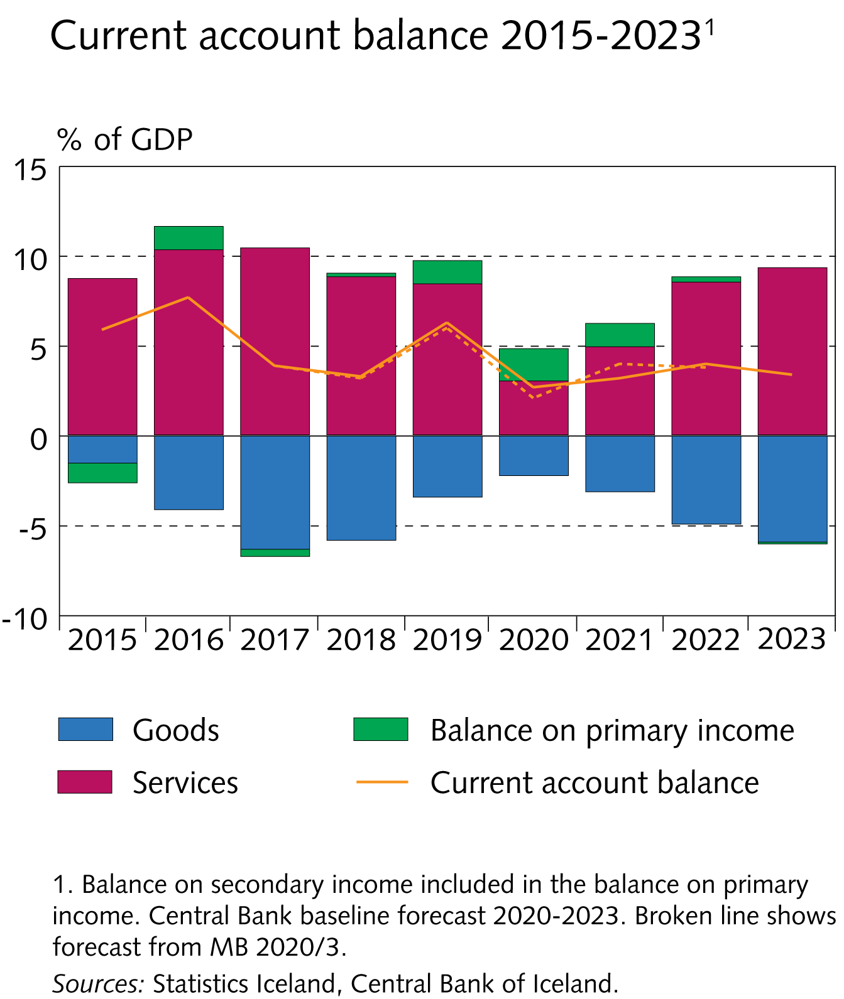 Current account balance 2015-2023¹
% of GDP
15
10
5
0
-5
-10
2015 2016 2017 2018 2019 2020 2021 2022 2023
Goods
Balance on primary income
Services
Current account balance
1. Balance on secondary income included in the balance on primary
income. Central Bank baseline forecast 2020-2023. Broken line shows
forecast from MB 2020/3.
Sources: Statistics Iceland, Central Bank of Iceland.